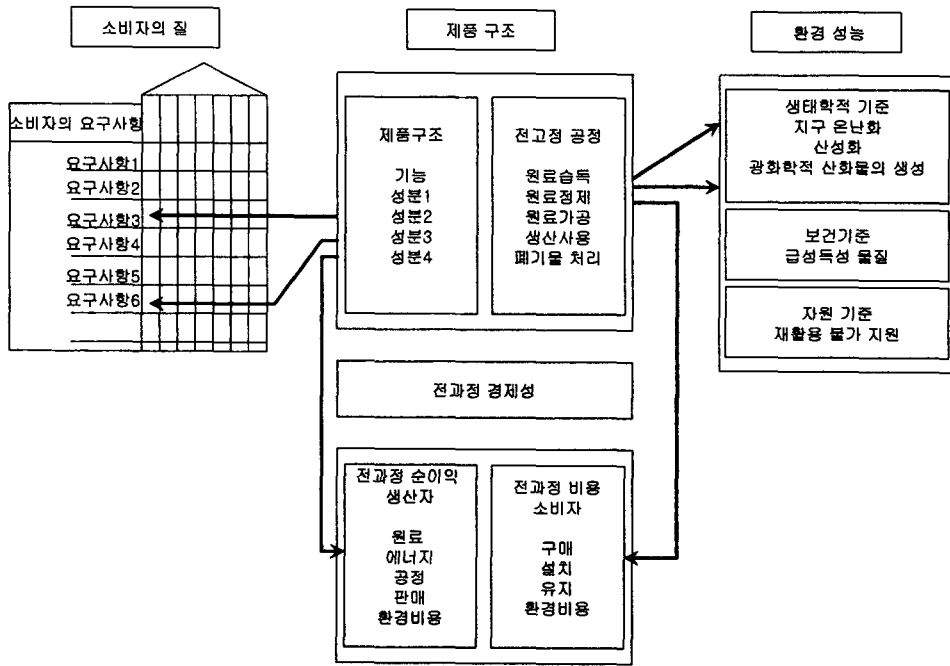 소비자의 질
제품 구조
환경 성능
소비자의 요구사항
요구사항1
요구사항2
요구사항3
요구사항4
요구사항5
요구사항6
제품구조
기능
성분1
성분2
성분3
성분4
전고정 공정
원료습득
원료정제
원료가공
생산사용
폐기물 처리
생태학적 기준
지구 온난화
산성화
광화학적 산화물의 생성
보건기준
급성독성 물질
자원 기준
재활용 불가 지원
전과정 경제성
전과정 순이익
생산자
원료
에너지
공정
판매
환경비용
전과정 비용
소비자
구매
설치
유지
환경비용